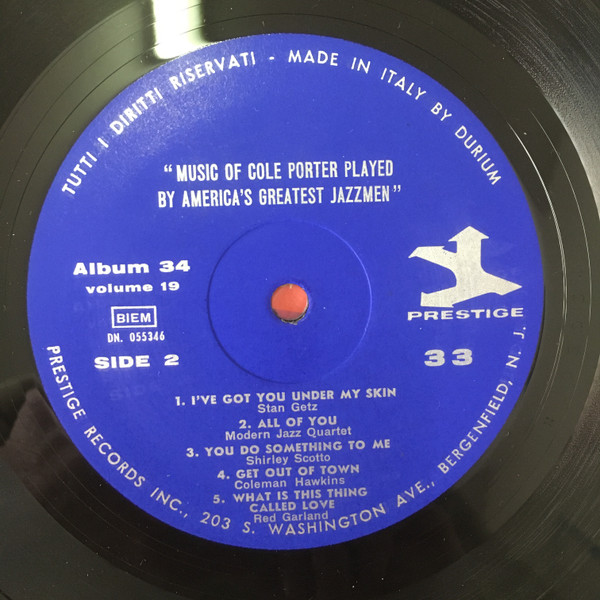 TUTTI I DIRITTI RISERVATI - MADE IN ITALY BY DURIUM
"MUSIC OF COLE PORTER PLAYED
BY AMERICA'S GREATEST JAZZMEN"
Album 34
volume 19
BIEM
DN. 055346
SIDE 2
PRESTIGE
33
1. I'VE GOT YOU UNDER MY SKIN
Stan Getz
2. ALL OF YOU
Modern Jazz Quartet
3. YOU DO SOMETHING TO ME
Shirley Scotto
4. GET OUT OF TOWN
Coleman Hawkins
5. WHAT IS THIS THING
CALLED LOVE
Red Garland
PRESTIGE RECORDS INC., 203 S. WASHINGTON AVE., BERGENFIELD, N. J.